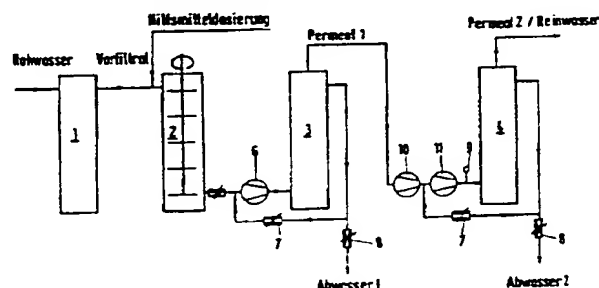 Hilfsmitteldosierung
Rohwasser
Vorfiltrat
Permeat 1
Permeat 2 / Reinwasser
1
2
3
4
6
7
8
10
11
9
7
8
Abwasser 1
Abwasser 2